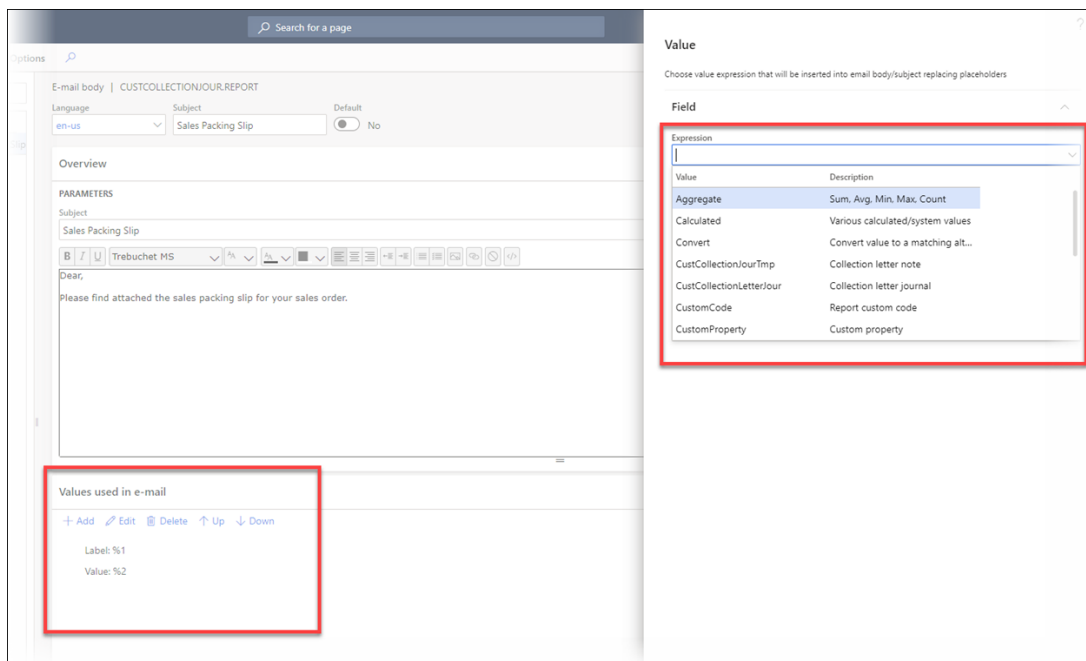 Search for a page
?
Options
Value
Choose value expression that will be inserted into email body/subject replacing placeholders
E-mail body | CUSTCOLLECTIONJOUR.REPORT
Field
Language Subject Default
en-us Sales Packing Slip No
Expression
Value Description
Aggregate Sum, Avg, Min, Max, Count
Calculated Various calculated/system values
Convert Convert value to a matching alt...
CustCollectionJourTmp Collection letter note
CustCollectionLetterJour Collection letter journal
CustomCode Report custom code
CustomProperty Custom property
Overview
PARAMETERS
Subject
Sales Packing Slip
B I U Trebuchet MS
Dear,
Please find attached the sales packing slip for your sales order.
Values used in e-mail
+ Add Edit Delete Up Down
Label: %1
Value: %2